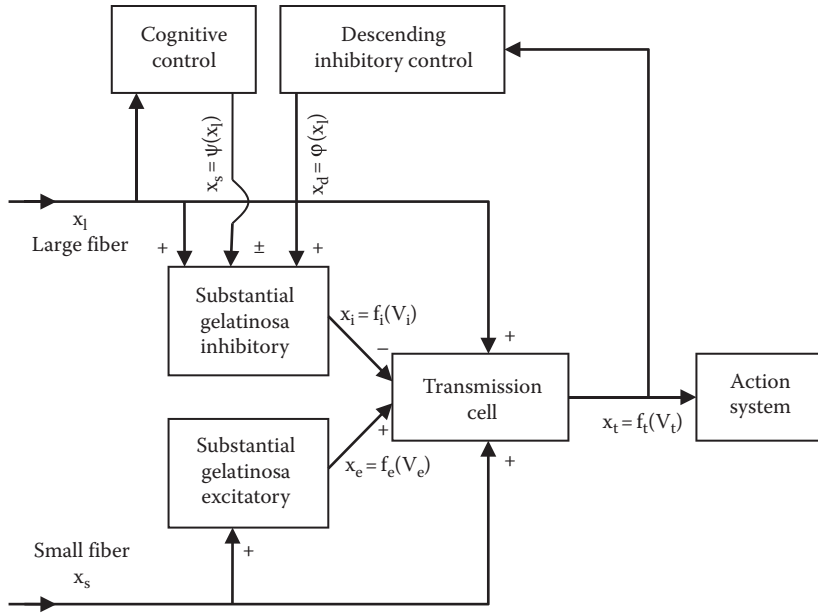 Cognitive
control
Descending
inhibitory control
x_s = ψ(x_l)
x_d = φ(x_l)
x_l
Large fiber
+
±
+
Substantial
gelatinosa
inhibitory
x_i = f_i(V_i)
−
+
Transmission
cell
Action
system
x_t = f_t(V_t)
+
x_e = f_e(V_e)
+
Substantial
gelatinosa
excitatory
Small fiber
x_s
+